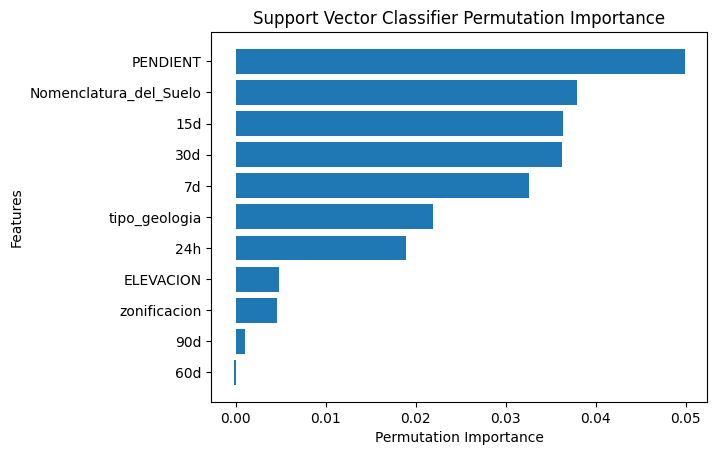 Support Vector Classifier Permutation Importance
PENDIENT
Nomenclatura_del_Suelo
15d
30d
7d
tipo_geologia
24h
ELEVACION
zonificacion
90d
60d
Features
0.00 0.01 0.02 0.03 0.04 0.05
Permutation Importance